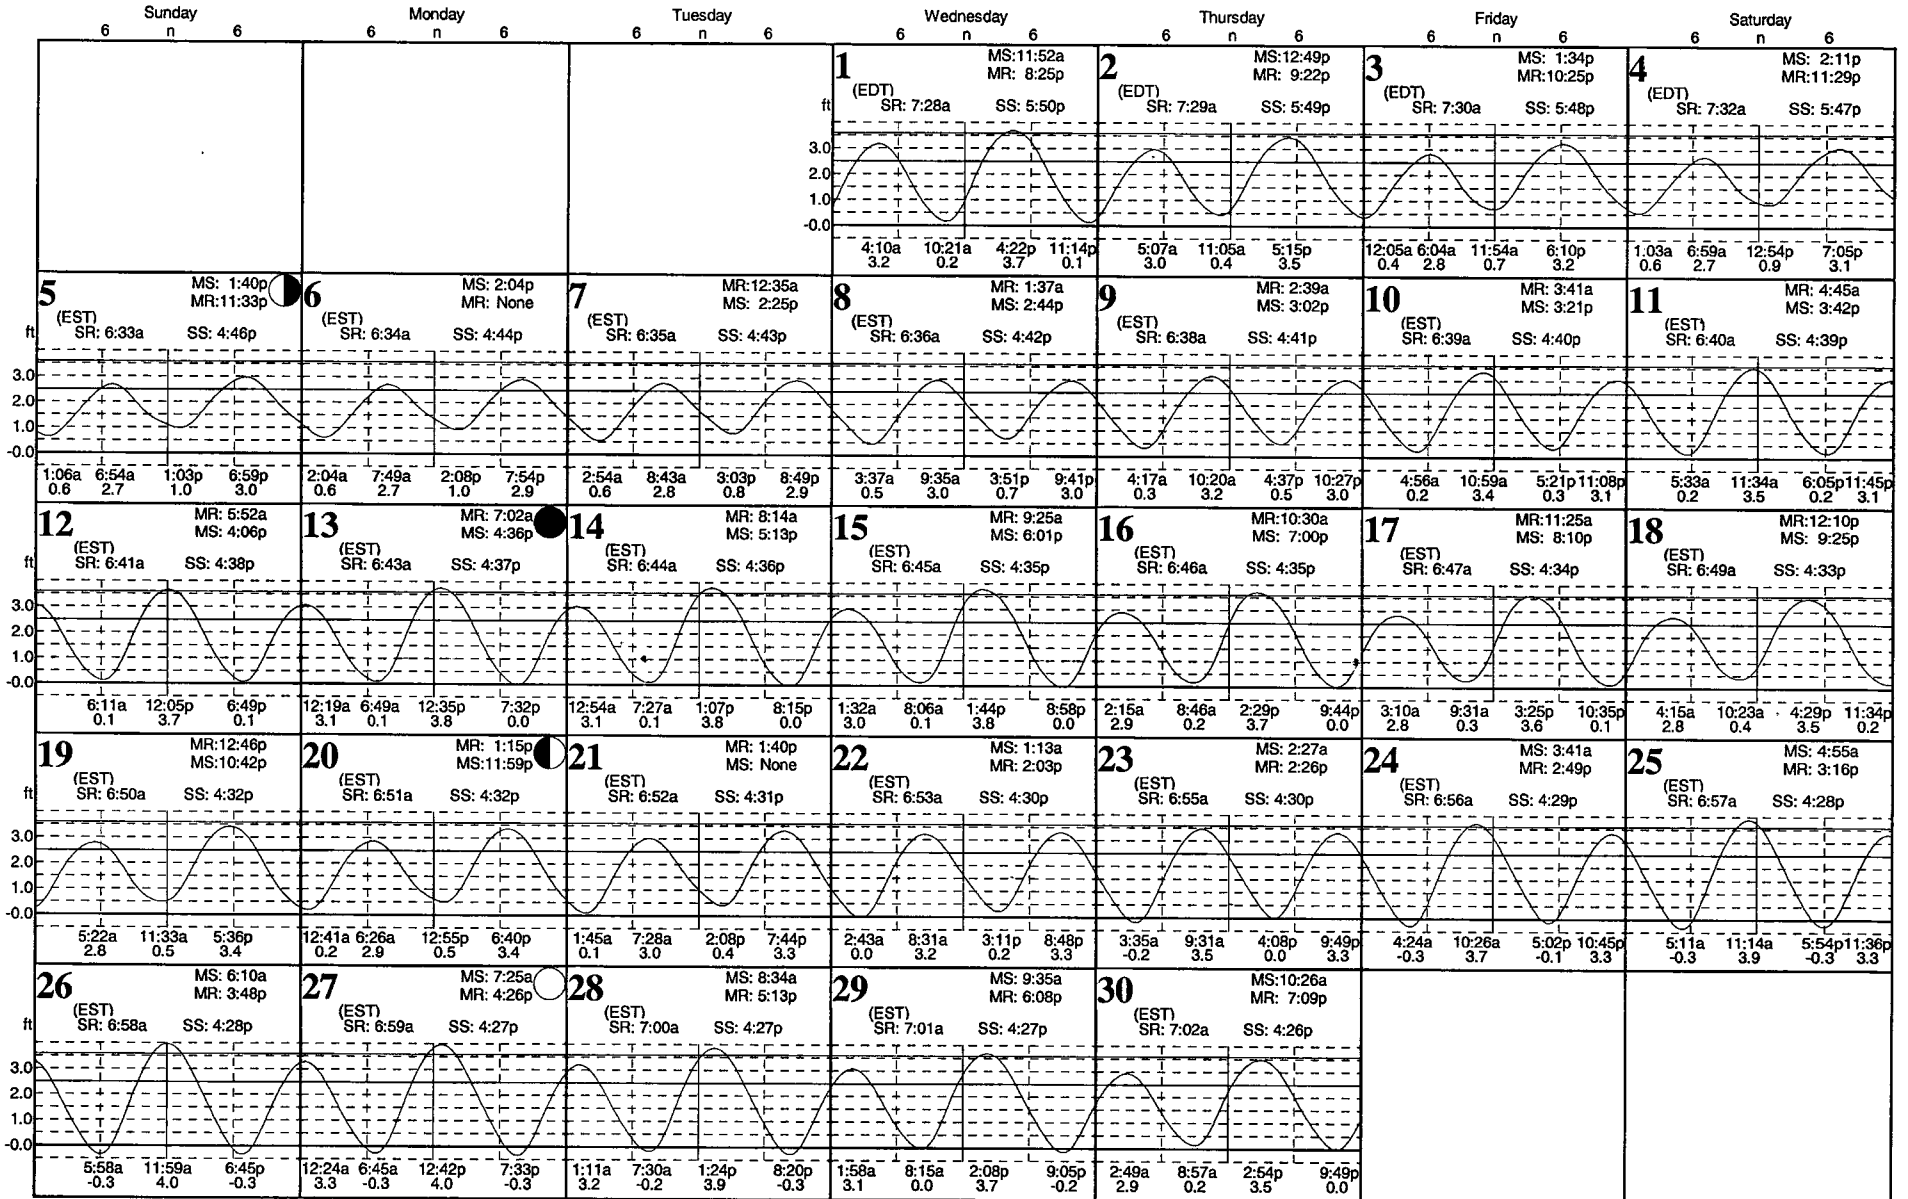 Sunday Monday Tuesday Wednesday Thursday Friday Saturday
6 n 6 6 n 6 6 n 6 6 n 6 6 n 6 6 n 6 6 n 6
1 MS:11:52a
MR: 8:25p
(EDT)
SR: 7:28a SS: 5:50p
ft
3.0
2.0
1.0
-0.0
4:10a 10:21a 4:22p 11:14p
3.2 0.2 3.7 0.1
2 MS:12:49p
MR: 9:22p
(EDT)
SR: 7:29a SS: 5:49p
5:07a 11:05a 5:15p
3.0 0.4 3.5
3 MS: 1:34p
MR:10:25p
(EDT)
SR: 7:30a SS: 5:48p
12:05a 6:04a 11:54a 6:10p
0.4 2.8 0.7 3.2
4 MS: 2:11p
MR:11:29p
(EDT)
SR: 7:32a SS: 5:47p
1:03a 6:59a 12:54p 7:05p
0.6 2.7 0.9 3.1
5 MS: 1:40p
MR:11:33p
(EST)
SR: 6:33a SS: 4:46p
ft
3.0
2.0
1.0
-0.0
1:06a 6:54a 1:03p 6:59p
0.6 2.7 1.0 3.0
6 MS: 2:04p
MR: None
(EST)
SR: 6:34a SS: 4:44p
2:04a 7:49a 2:08p 7:54p
0.6 2.7 1.0 2.9
7 MR:12:35a
MS: 2:25p
(EST)
SR: 6:35a SS: 4:43p
2:54a 8:43a 3:03p 8:49p
0.6 2.8 0.8 2.9
8 MR: 1:37a
MS: 2:44p
(EST)
SR: 6:36a SS: 4:42p
3:37a 9:35a 3:51p 9:41p
0.5 3.0 0.7 3.0
9 MR: 2:39a
MS: 3:02p
(EST)
SR: 6:38a SS: 4:41p
4:17a 10:20a 4:37p 10:27p
0.3 3.2 0.5 3.0
10 MR: 3:41a
MS: 3:21p
(EST)
SR: 6:39a SS: 4:40p
4:56a 10:59a 5:21p 11:08p
0.2 3.4 0.3 3.1
11 MR: 4:45a
MS: 3:42p
(EST)
SR: 6:40a SS: 4:39p
5:33a 11:34a 6:05p 11:45p
0.2 3.5 0.2 3.1
12 MR: 5:52a
MS: 4:06p
(EST)
SR: 6:41a SS: 4:38p
ft
3.0
2.0
1.0
-0.0
6:11a 12:05p 6:49p
0.1 3.7 0.1
13 MR: 7:02a
MS: 4:36p
(EST)
SR: 6:43a SS: 4:37p
12:19a 6:49a 12:35p 7:32p
3.1 0.1 3.8 0.0
14 MR: 8:14a
MS: 5:13p
(EST)
SR: 6:44a SS: 4:36p
12:54a 7:27a 1:07p 8:15p
3.1 0.1 3.8 0.0
15 MR: 9:25a
MS: 6:01p
(EST)
SR: 6:45a SS: 4:35p
1:32a 8:06a 1:44p 8:58p
3.0 0.1 3.8 0.0
16 MR:10:30a
MS: 7:00p
(EST)
SR: 6:46a SS: 4:35p
2:15a 8:46a 2:29p 9:44p
2.9 0.2 3.7 0.0
17 MR:11:25a
MS: 8:10p
(EST)
SR: 6:47a SS: 4:34p
3:10a 9:31a 3:25p 10:35p
2.8 0.3 3.6 0.1
18 MR:12:10p
MS: 9:25p
(EST)
SR: 6:49a SS: 4:33p
4:15a 10:23a 4:29p 11:34p
2.8 0.4 3.5 0.2
19 MR:12:46p
MS:10:42p
(EST)
SR: 6:50a SS: 4:32p
ft
3.0
2.0
1.0
-0.0
5:22a 11:33a 5:36p
2.8 0.5 3.4
20 MR: 1:15p
MS:11:59p
(EST)
SR: 6:51a SS: 4:32p
12:41a 6:26a 12:55p 6:40p
0.2 2.9 0.5 3.4
21 MR: 1:40p
MS: None
(EST)
SR: 6:52a SS: 4:31p
1:45a 7:28a 2:08p 7:44p
0.1 3.0 0.4 3.3
22 MS: 1:13a
MR: 2:03p
(EST)
SR: 6:53a SS: 4:30p
2:43a 8:31a 3:11p 8:48p
0.0 3.2 0.2 3.3
23 MS: 2:27a
MR: 2:26p
(EST)
SR: 6:55a SS: 4:30p
3:35a 9:31a 4:08p 9:49p
-0.2 3.5 0.0 3.3
24 MS: 3:41a
MR: 2:49p
(EST)
SR: 6:56a SS: 4:29p
4:24a 10:26a 5:02p 10:45p
-0.3 3.7 -0.1 3.3
25 MS: 4:55a
MR: 3:16p
(EST)
SR: 6:57a SS: 4:28p
5:11a 11:14a 5:54p 11:36p
-0.3 3.9 -0.3 3.3
26 MS: 6:10a
MR: 3:48p
(EST)
SR: 6:58a SS: 4:28p
ft
3.0
2.0
1.0
-0.0
5:58a 11:59a 6:45p
-0.3 4.0 -0.3
27 MS: 7:25a
MR: 4:26p
(EST)
SR: 6:59a SS: 4:27p
12:24a 6:45a 12:42p 7:33p
3.3 -0.3 4.0 -0.3
28 MS: 8:34a
MR: 5:13p
(EST)
SR: 7:00a SS: 4:27p
1:11a 7:30a 1:24p 8:20p
3.2 -0.2 3.9 -0.3
29 MS: 9:35a
MR: 6:08p
(EST)
SR: 7:01a SS: 4:27p
1:58a 8:15a 2:08p 9:05p
3.1 0.0 3.7 -0.2
30 MS:10:26a
MR: 7:09p
(EST)
SR: 7:02a SS: 4:26p
2:49a 8:57a 2:54p 9:49p
2.9 0.2 3.5 0.0